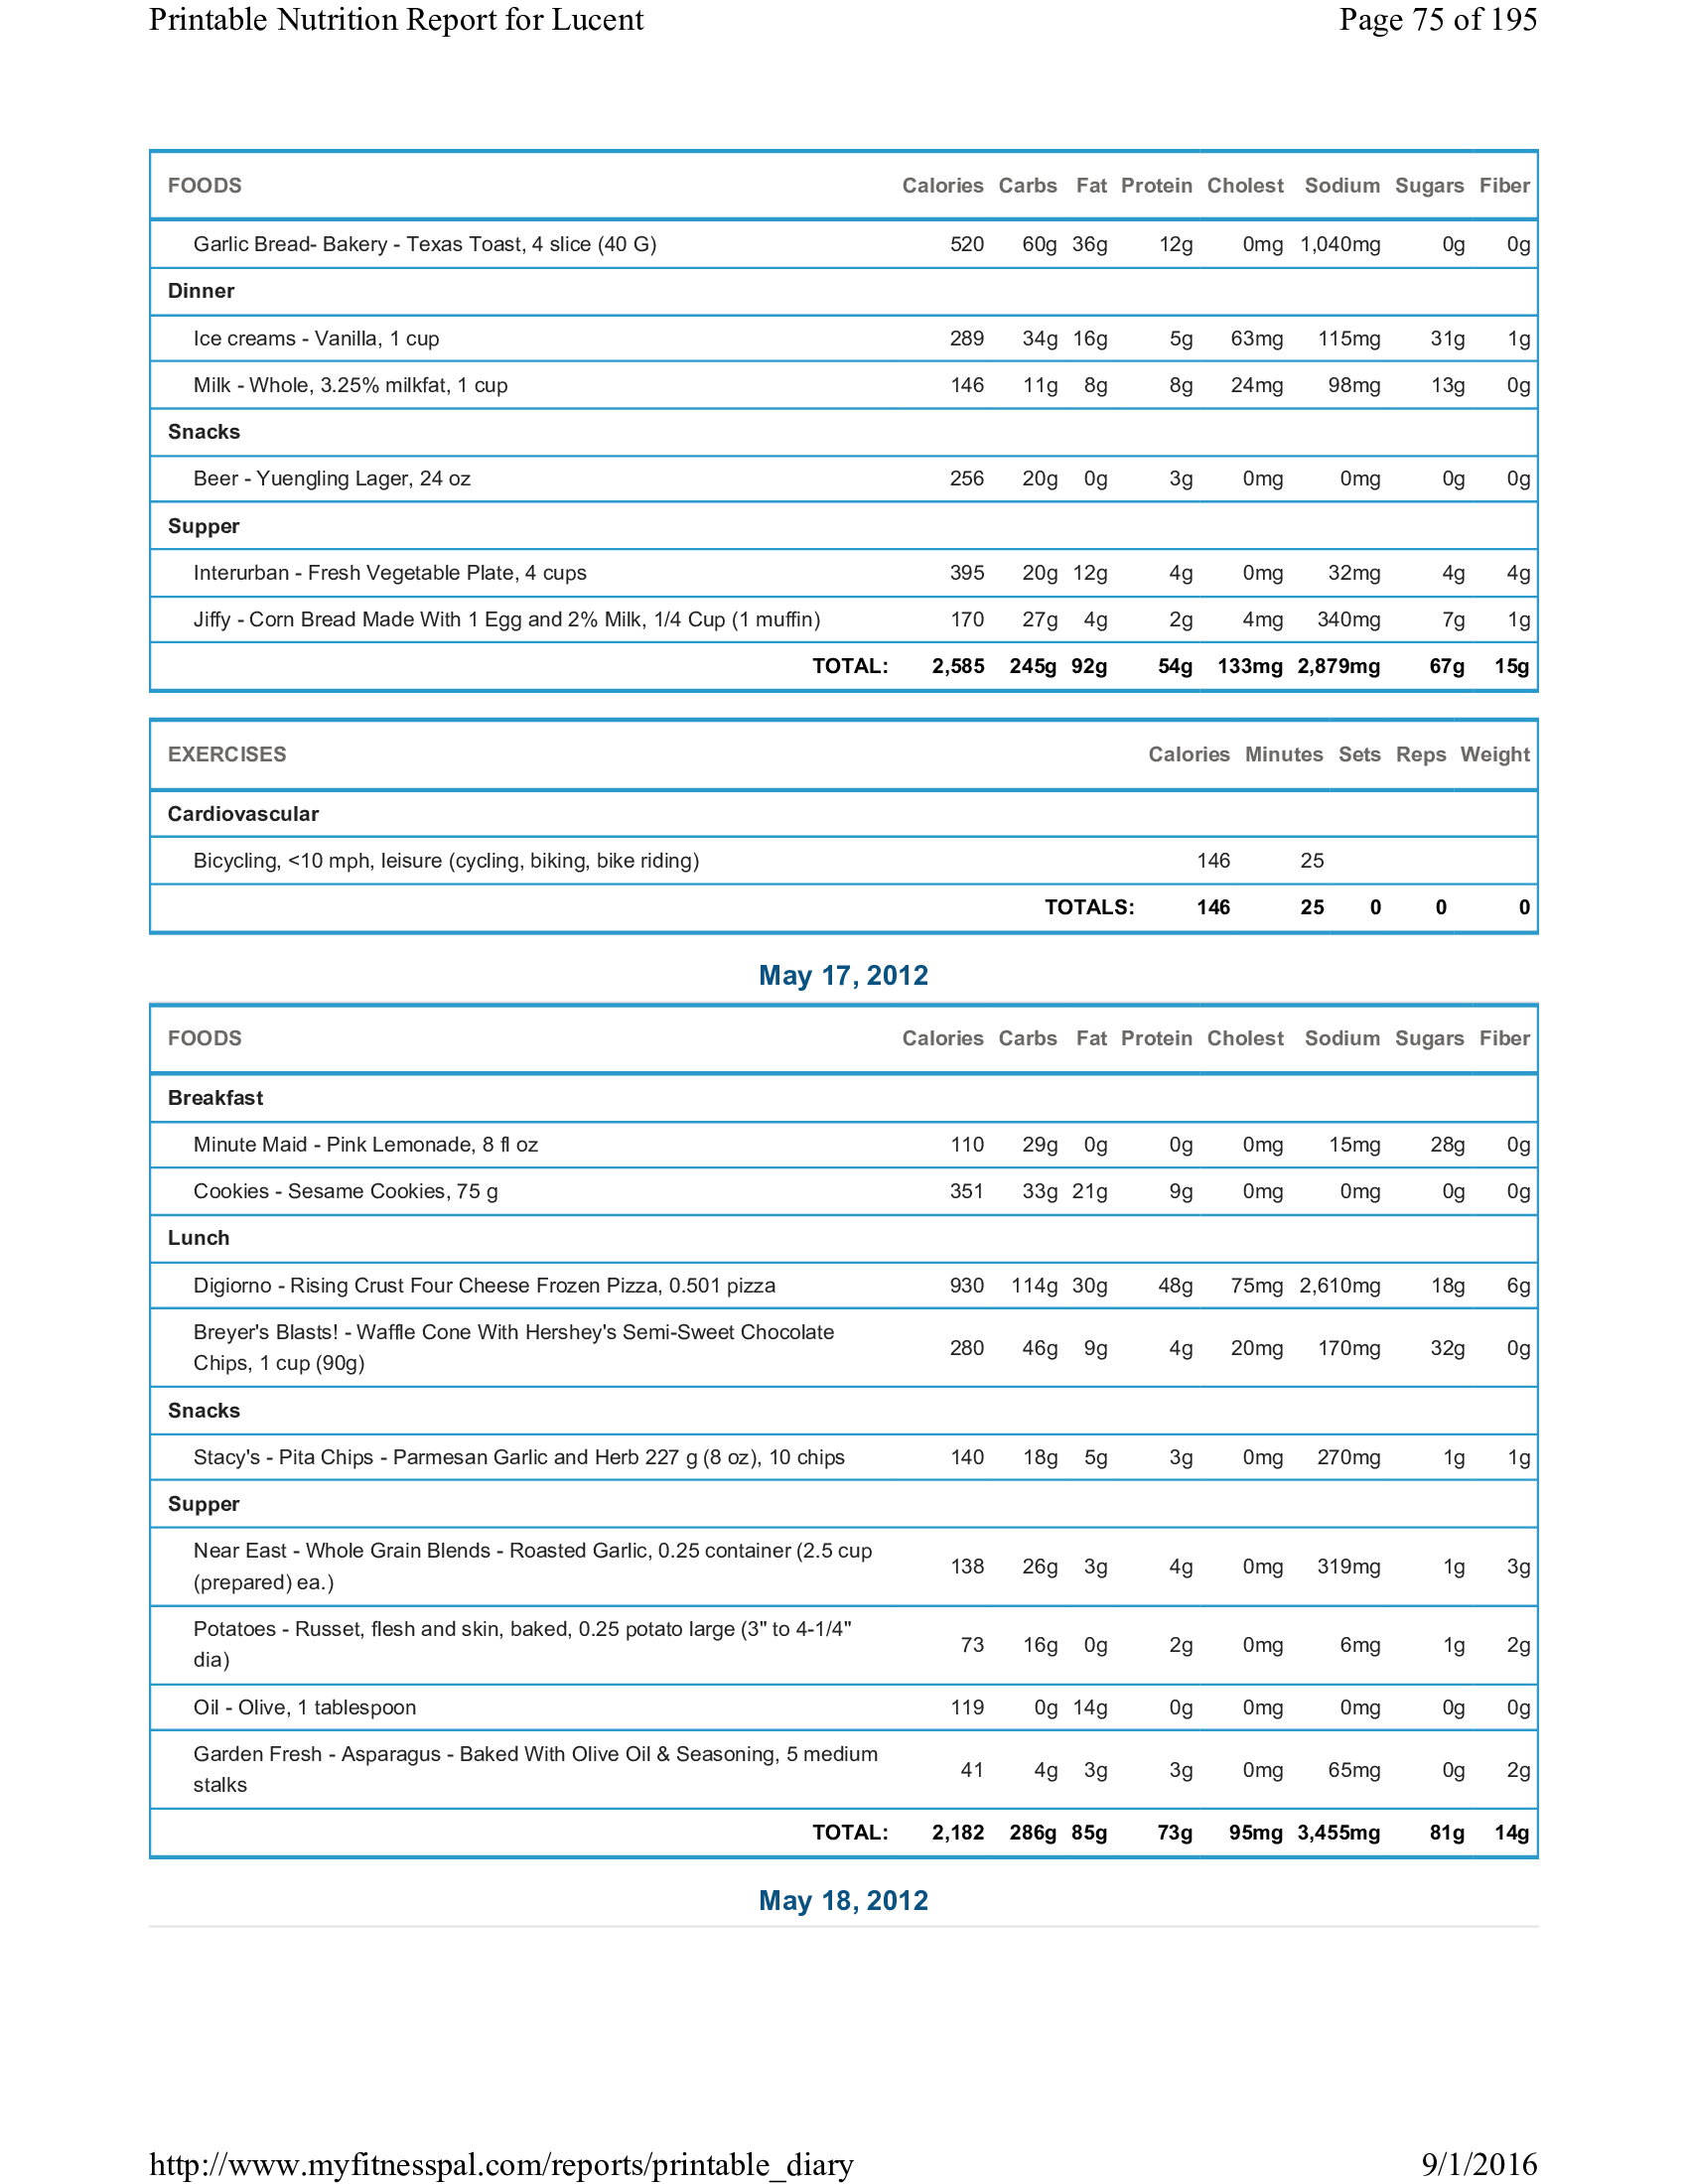 Printable Nutrition Report for Lucent Page 75 of 195
FOODS Calories Carbs Fat Protein Cholest Sodium Sugars Fiber
Garlic Bread- Bakery - Texas Toast, 4 slice (40 G) 520 60g 36g 12g 0mg 1,040mg 0g 0g
Dinner
Ice creams - Vanilla, 1 cup 289 34g 16g 5g 63mg 115mg 31g 1g
Milk - Whole, 3.25% milkfat, 1 cup 146 11g 8g 8g 24mg 98mg 13g 0g
Snacks
Beer - Yuengling Lager, 24 oz 256 20g 0g 3g 0mg 0mg 0g 0g
Supper
Interurban - Fresh Vegetable Plate, 4 cups 395 20g 12g 4g 0mg 32mg 4g 4g
Jiffy - Corn Bread Made With 1 Egg and 2% Milk, 1/4 Cup (1 muffin) 170 27g 4g 2g 4mg 340mg 7g 1g
TOTAL: 2,585 245g 92g 54g 133mg 2,879mg 67g 15g
EXERCISES Calories Minutes Sets Reps Weight
Cardiovascular
Bicycling, <10 mph, leisure (cycling, biking, bike riding) 146 25
TOTALS: 146 25 0 0 0
May 17, 2012
FOODS Calories Carbs Fat Protein Cholest Sodium Sugars Fiber
Breakfast
Minute Maid - Pink Lemonade, 8 fl oz 110 29g 0g 0g 0mg 15mg 28g 0g
Cookies - Sesame Cookies, 75 g 351 33g 21g 9g 0mg 0mg 0g 0g
Lunch
Digiorno - Rising Crust Four Cheese Frozen Pizza, 0.501 pizza 930 114g 30g 48g 75mg 2,610mg 18g 6g
Breyer's Blasts! - Waffle Cone With Hershey's Semi-Sweet Chocolate
Chips, 1 cup (90g) 280 46g 9g 4g 20mg 170mg 32g 0g
Snacks
Stacy's - Pita Chips - Parmesan Garlic and Herb 227 g (8 oz), 10 chips 140 18g 5g 3g 0mg 270mg 1g 1g
Supper
Near East - Whole Grain Blends - Roasted Garlic, 0.25 container (2.5 cup
(prepared) ea.) 138 26g 3g 4g 0mg 319mg 1g 3g
Potatoes - Russet, flesh and skin, baked, 0.25 potato large (3" to 4-1/4"
dia) 73 16g 0g 2g 0mg 6mg 1g 2g
Oil - Olive, 1 tablespoon 119 0g 14g 0g 0mg 0mg 0g 0g
Garden Fresh - Asparagus - Baked With Olive Oil & Seasoning, 5 medium
stalks 41 4g 3g 3g 0mg 65mg 0g 2g
TOTAL: 2,182 286g 85g 73g 95mg 3,455mg 81g 14g
May 18, 2012
http://www.myfitnesspal.com/reports/printable_diary 9/1/2016